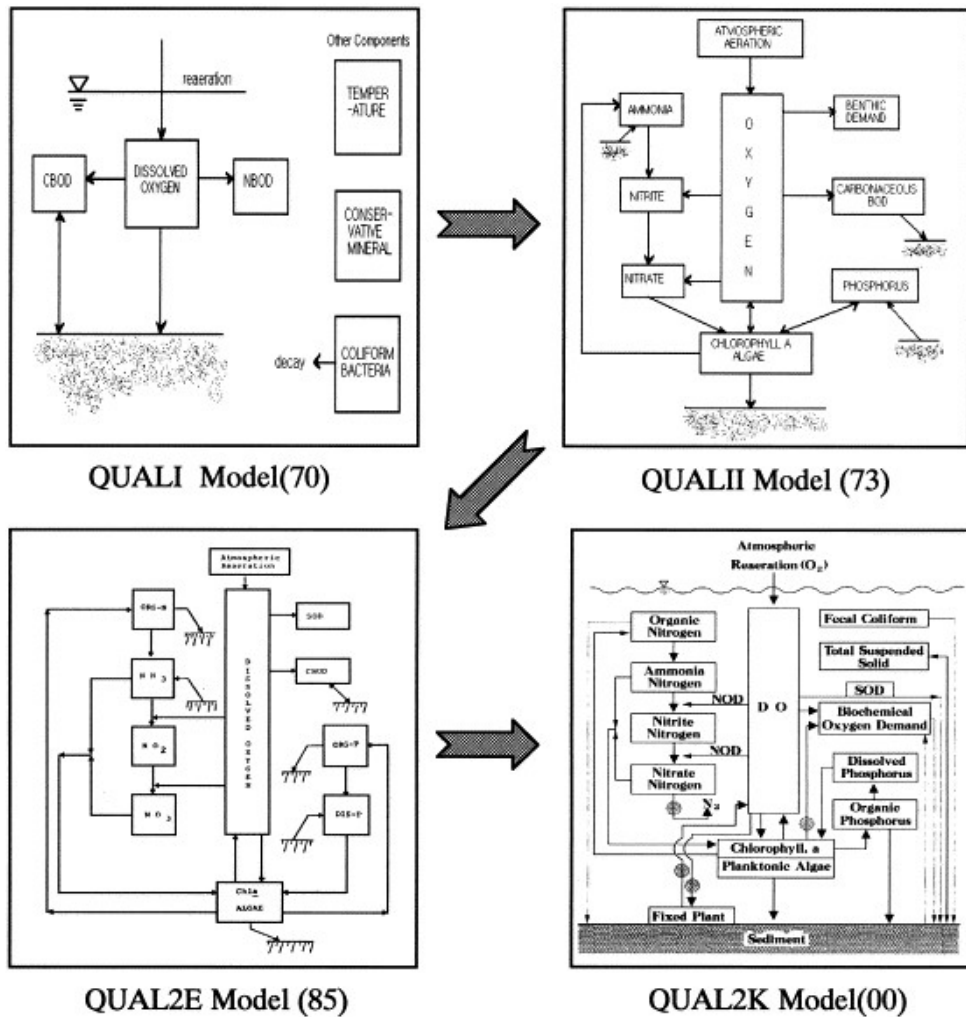 Other Components
reaeration
TEMPER
-ATURE
CBOD
DISSOLVED
OXYGEN
NBOD
CONSER-
VATIVE
MINERAL
decay
COLIFORM
BACTERIA
QUALI Model(70)
ATMOSPHERIC
AERATION
AMMONIA
OXYGEN
BENTHIC
DEMAND
NITRITE
CARBONACEOUS
BOD
NITRATE
PHOSPHORUS
CHLOROPHYLL A
ALGAE
QUALII Model (73)
Atmospheric
Reaeration
ORG-N
SOD
NH3
CBOD
DISSOLVED OXYGEN
NO2
ORG-P
NO3
DIS-P
Chla
ALGAE
QUAL2E Model (85)
Atmospheric
Reaeration (O2)
Organic
Nitrogen
Fecal Coliform
Ammonia
Nitrogen
Total Suspended
Solid
NOD
DO
SOD
Nitrite
Nitrogen
Biochemical
Oxygen Demand
NOD
Nitrate
Nitrogen
Dissolved
Phosphorus
N2
Organic
Phosphorus
Chlorophyll. a
Planktonic Algae
Fixed Plant
Sediment
QUAL2K Model(00)